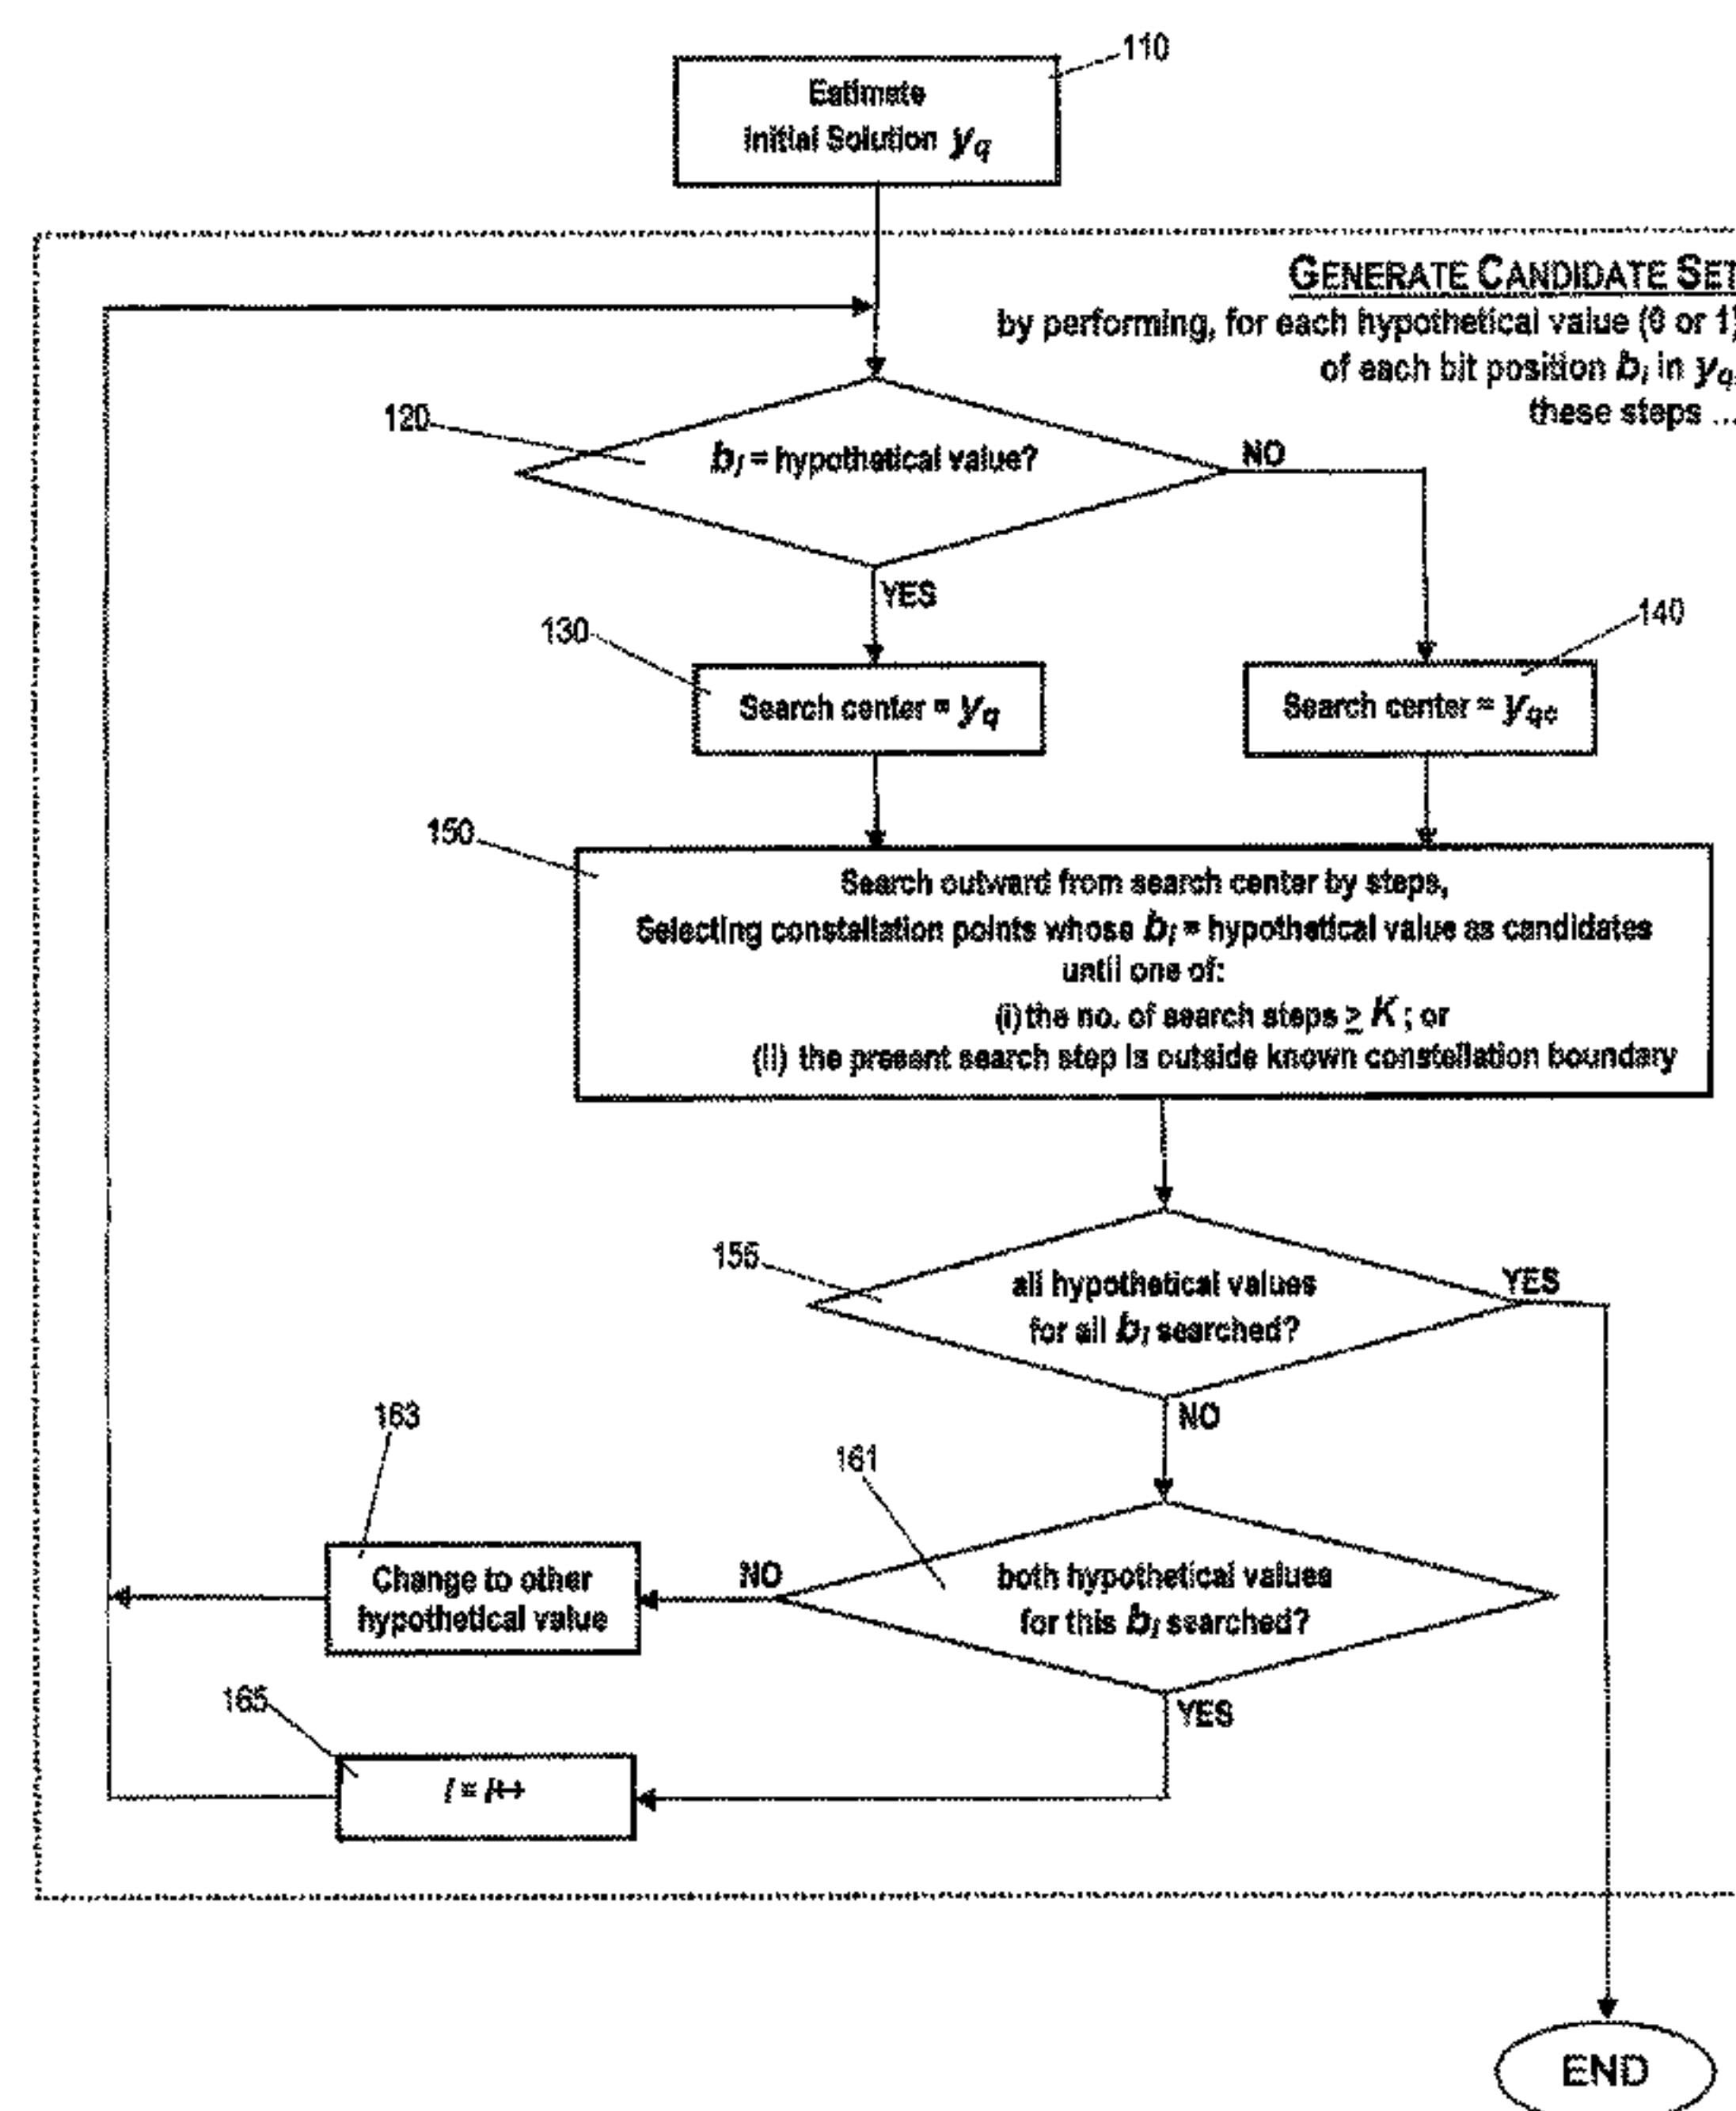 110
Estimate
Initial Solution yq
GENERATE CANDIDATE SET
by performing, for each hypothetical value (0 or 1)
of each bit position bi in yq,
these steps ...
120
bi = hypothetical value?
NO
YES
130
Search center = yq
140
Search center = yqc
150
Search outward from search center by steps,
Selecting constellation points whose bi = hypothetical value as candidates
until one of:
(i) the no. of search steps ≥ K ; or
(ii) the present search step is outside known constellation boundary
155
all hypothetical values
for all bi searched?
YES
NO
163
161
Change to other
hypothetical value
NO
both hypothetical values
for this bi searched?
165
YES
i = i++
END